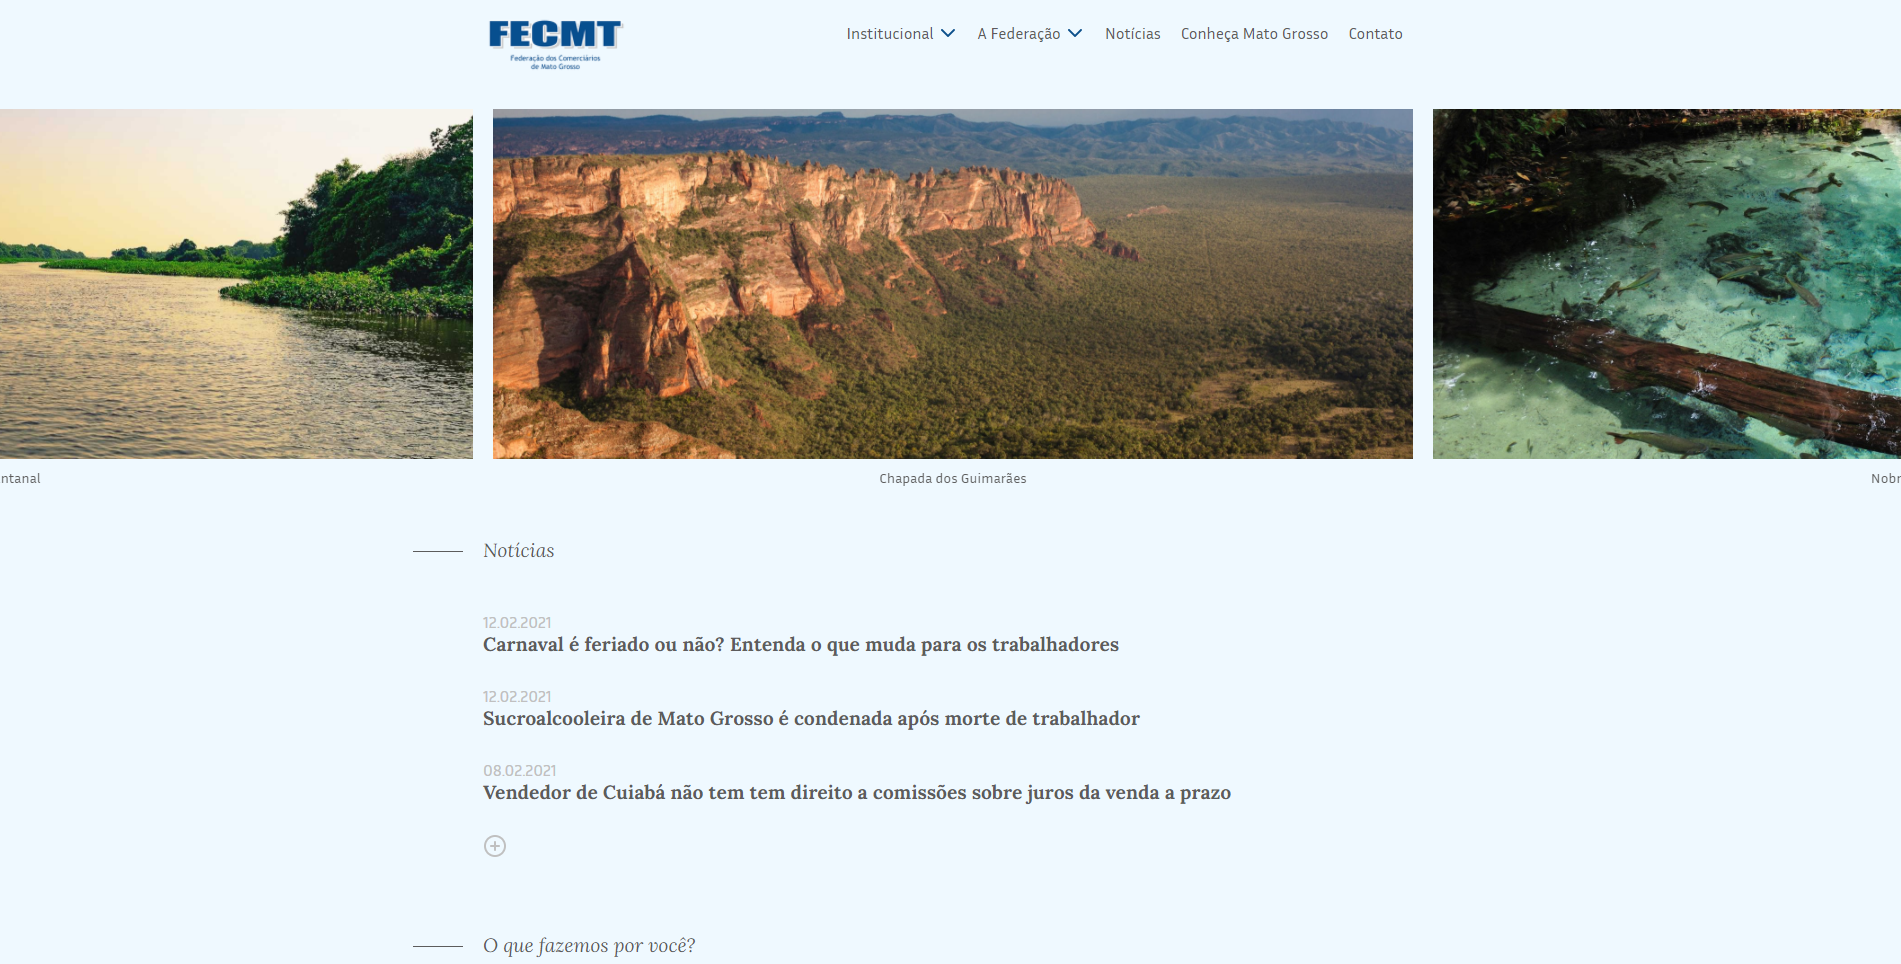 FECMT
Federação dos Comerciários
de Mato Grosso
Institucional
A Federação
Notícias
Conheça Mato Grosso
Contato
ntanal
Chapada dos Guimarães
Nobr
Notícias
12.02.2021
Carnaval é feriado ou não? Entenda o que muda para os trabalhadores
12.02.2021
Sucroalcooleira de Mato Grosso é condenada após morte de trabalhador
08.02.2021
Vendedor de Cuiabá não tem tem direito a comissões sobre juros da venda a prazo
O que fazemos por você?